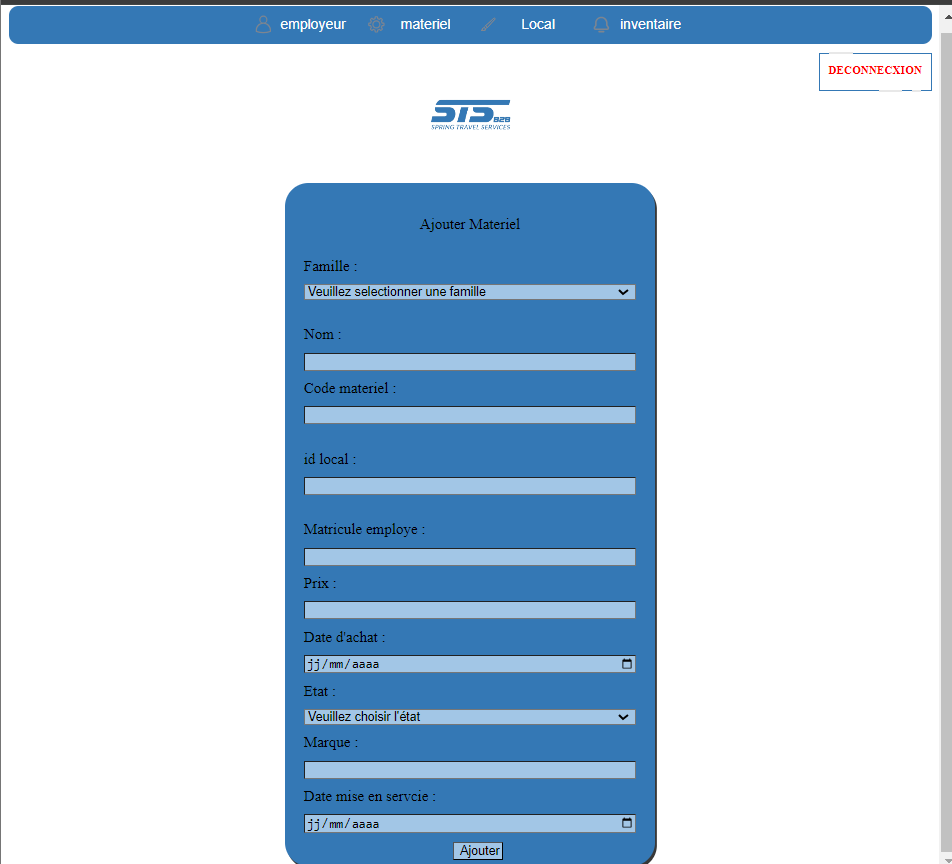 employeur materiel Local inventaire
DECONNECXION
STS
SPRING TRAVEL SERVICES
Ajouter Materiel
Famille :
Veuillez selectionner une famille
Nom :
Code materiel :
id local :
Matricule employe :
Prix :
Date d'achat :
jj/mm/aaaa
Etat :
Veuillez choisir l'état
Marque :
Date mise en servcie :
jj/mm/aaaa
Ajouter